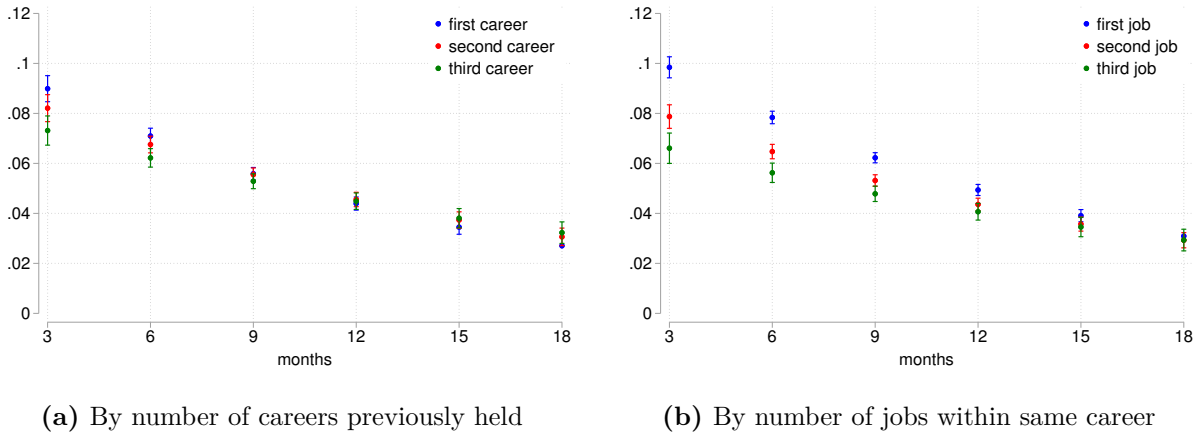 .12
.1
.08
.06
.04
.02
0
3 6 9 12 15 18
months
first career
second career
third career
(a) By number of careers previously held
.12
.1
.08
.06
.04
.02
0
3 6 9 12 15 18
months
first job
second job
third job
(b) By number of jobs within same career